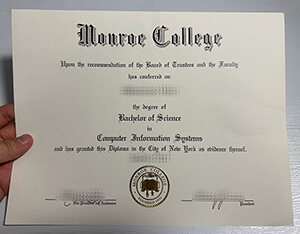 Monroe College
Upon the recommendation of the Board of Trustees and the Faculty
has conferred on
the degree of
Bachelor of Science
in
Computer Information Systems
and has granted this Diploma in the City of New York as evidence thereof.
MONROE COLLEGE
President